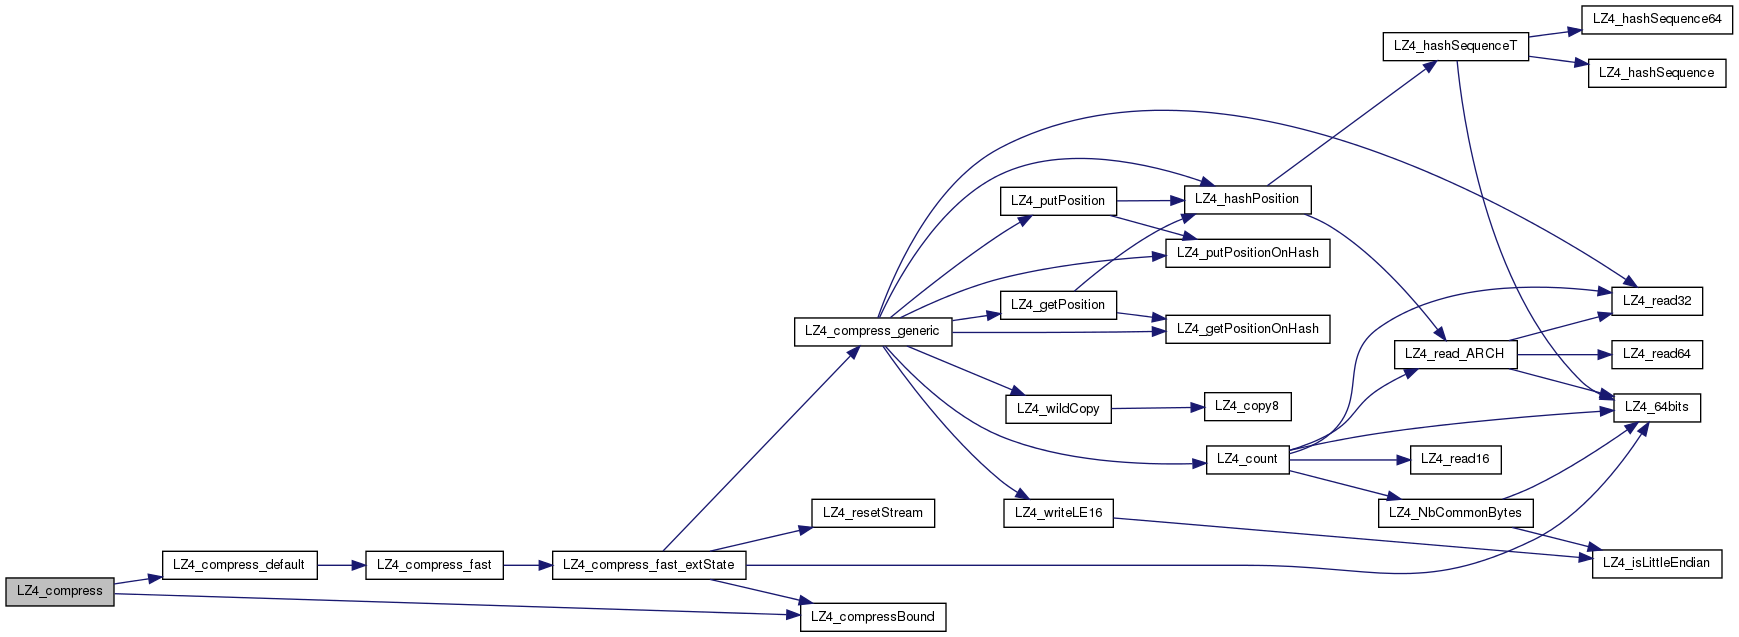 LZ4_hashSequence64
LZ4_hashSequenceT
LZ4_hashSequence
LZ4_putPosition
LZ4_hashPosition
LZ4_putPositionOnHash
LZ4_getPosition
LZ4_read32
LZ4_compress_generic
LZ4_getPositionOnHash
LZ4_read_ARCH
LZ4_read64
LZ4_wildCopy
LZ4_copy8
LZ4_64bits
LZ4_count
LZ4_read16
LZ4_resetStream
LZ4_writeLE16
LZ4_NbCommonBytes
LZ4_compress_default
LZ4_compress_fast
LZ4_compress_fast_extState
LZ4_isLittleEndian
LZ4_compress
LZ4_compressBound